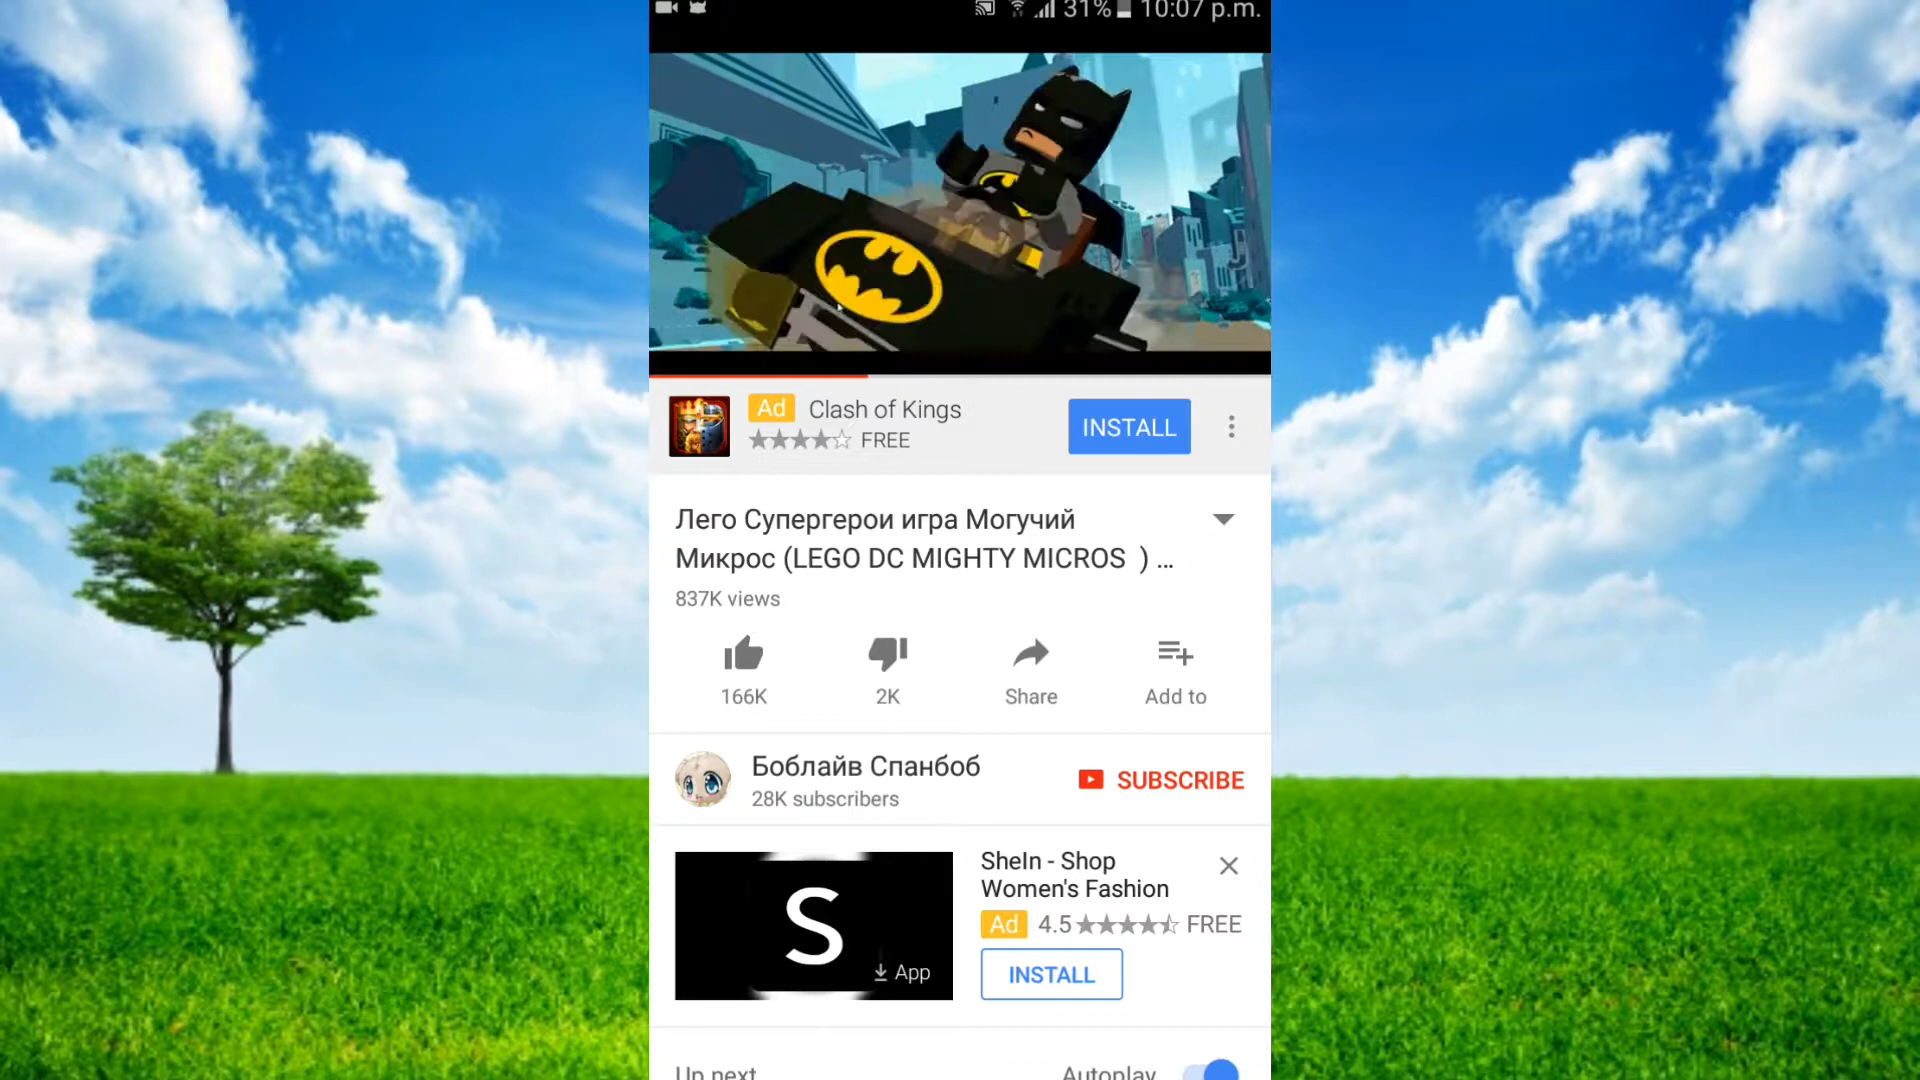 31% 10:07 p.m.
Ad Clash of Kings
FREE
INSTALL
Лего Супергерои игра Могучий
Микрос (LEGO DC MIGHTY MICROS ) ...
837K views
166K 2K Share Add to
Боблайв Спанбоб
28K subscribers
SUBSCRIBE
S
App
SheIn - Shop
Women's Fashion
Ad 4.5 FREE
INSTALL
Up next Autoplay